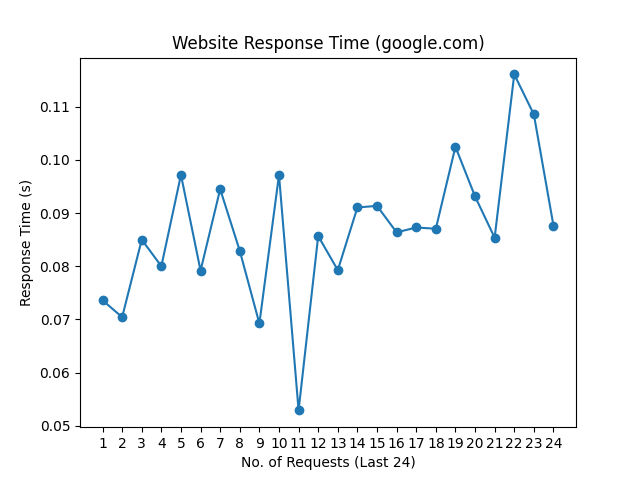 Website Response Time (google.com)
Response Time (s)
0.11
0.10
0.09
0.08
0.07
0.06
0.05
1 2 3 4 5 6 7 8 9 10 11 12 13 14 15 16 17 18 19 20 21 22 23 24
No. of Requests (Last 24)